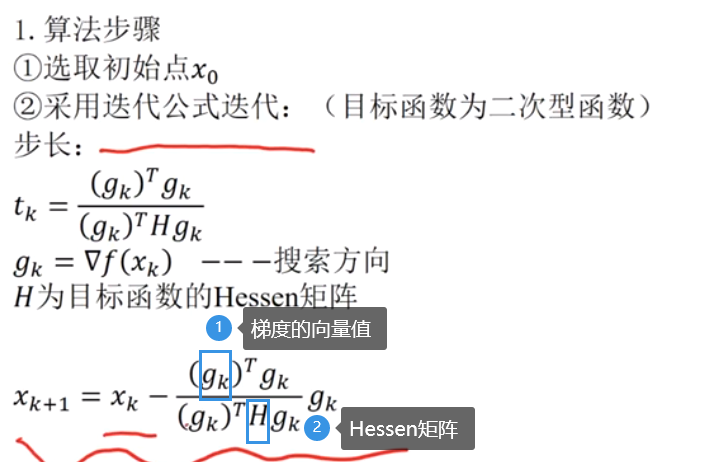 1. 算法步骤
①选取初始点$x_0$
②采用迭代公式迭代：（目标函数为二次型函数）
步长：
$t_k = \frac{(g_k)^T g_k}{(g_k)^T H g_k}$
$g_k = \nabla f(x_k)$ ---搜索方向
$H$为目标函数的Hessen矩阵
1 梯度的向量值
$x_{k+1} = x_k - \frac{(g_k)^T g_k}{(g_k)^T H g_k} g_k$
2 Hessen矩阵